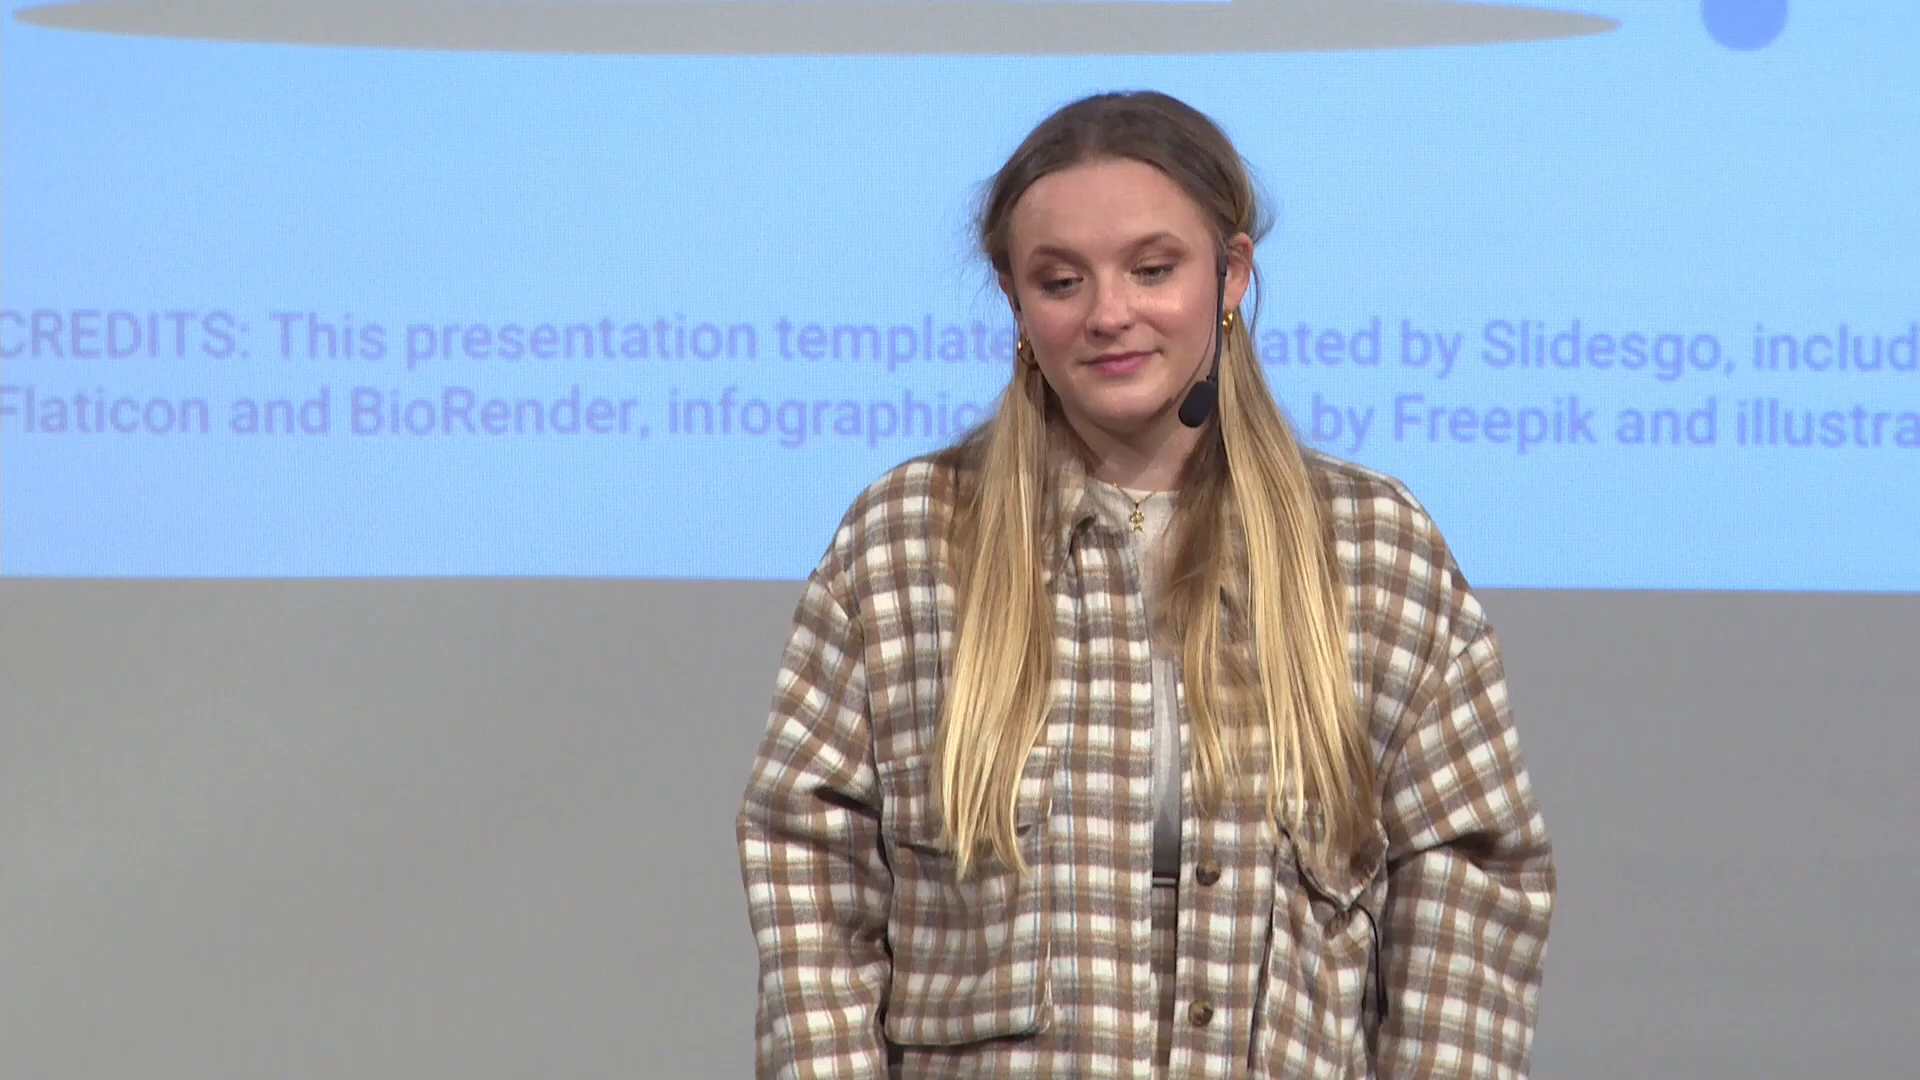 CREDITS: This presentation template ated by Slidesgo, includ
Flaticon and BioRender, infographic by Freepik and illustra